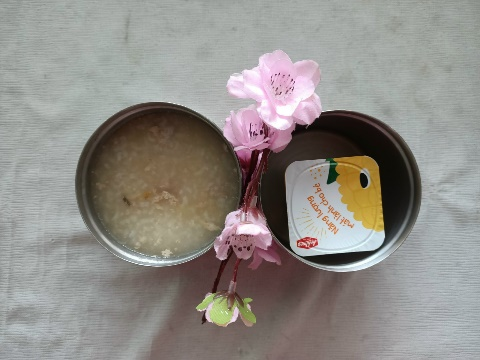 Năng lượng
mát lành cho bé